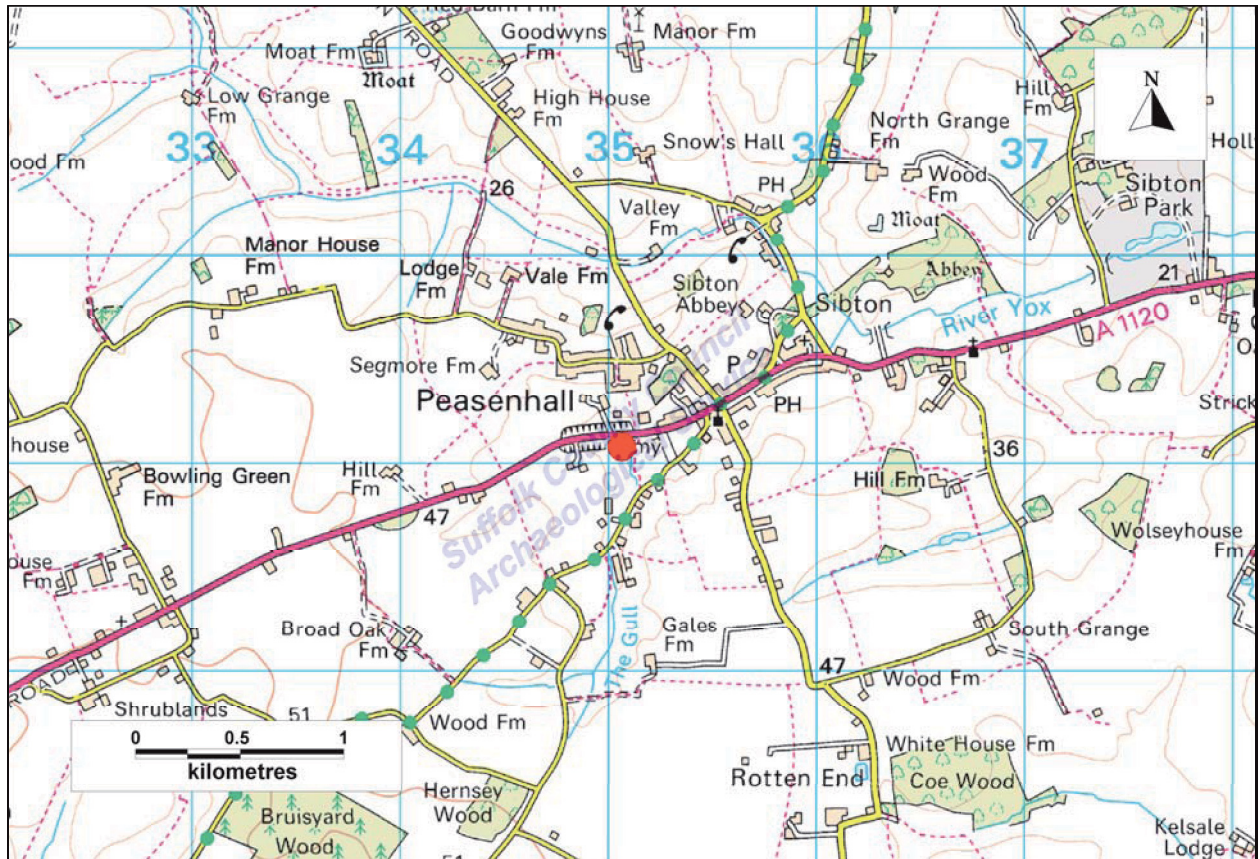 Moat Fm
Moat
ROAD
Goodwyns
Fm
Manor Fm
Low Grange
Fm
High House
Fm
Hill
Fm
N
33
34
35
36
37
Snow's Hall
North Grange
Fm
PH
Wood
Fm
Moat
Sibton
Park
26
Valley
Fm
Manor House
Fm
Lodge
Fm
Vale Fm
Sibton
Abbey
Abbey
Sibton
River Yox
21
A 1120
Segmore Fm
P
Peasenhall
PH
house
Bowling Green
Fm
Hill
Fm
47
36
Hill Fm
Wolseyhouse
Fm
Suffolk County Council
Archaeological Service
Fm
Broad Oak
Fm
The Gull
Gales
Fm
South Grange
47
Wood Fm
ROAD
Shrublands
51
Wood Fm
0 0.5 1
kilometres
White House Fm
Rotten End
Coe Wood
Hernsey
Wood
Bruisyard
Wood
51
Kelsale
Lodge